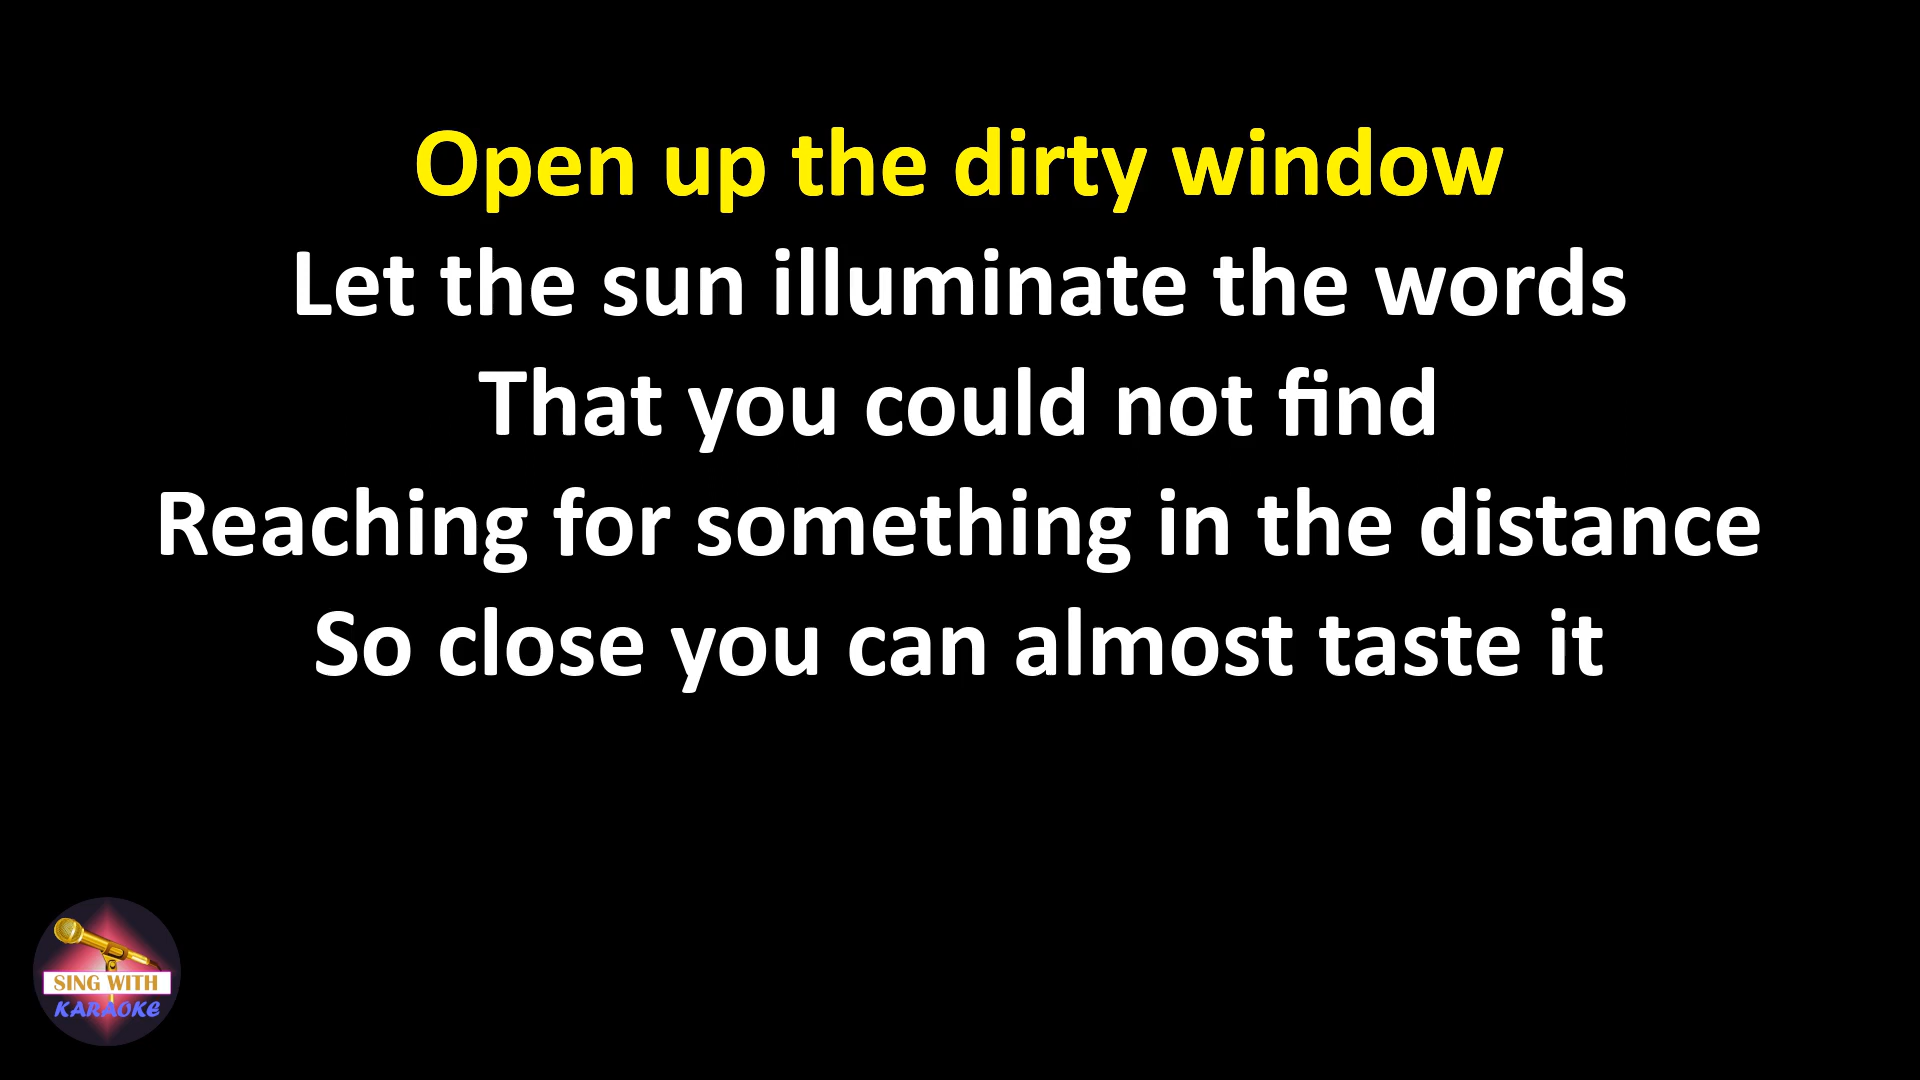 Open up the dirty window
Let the sun illuminate the words
That you could not find
Reaching for something in the distance
So close you can almost taste it
SING WITH
KARAOKE